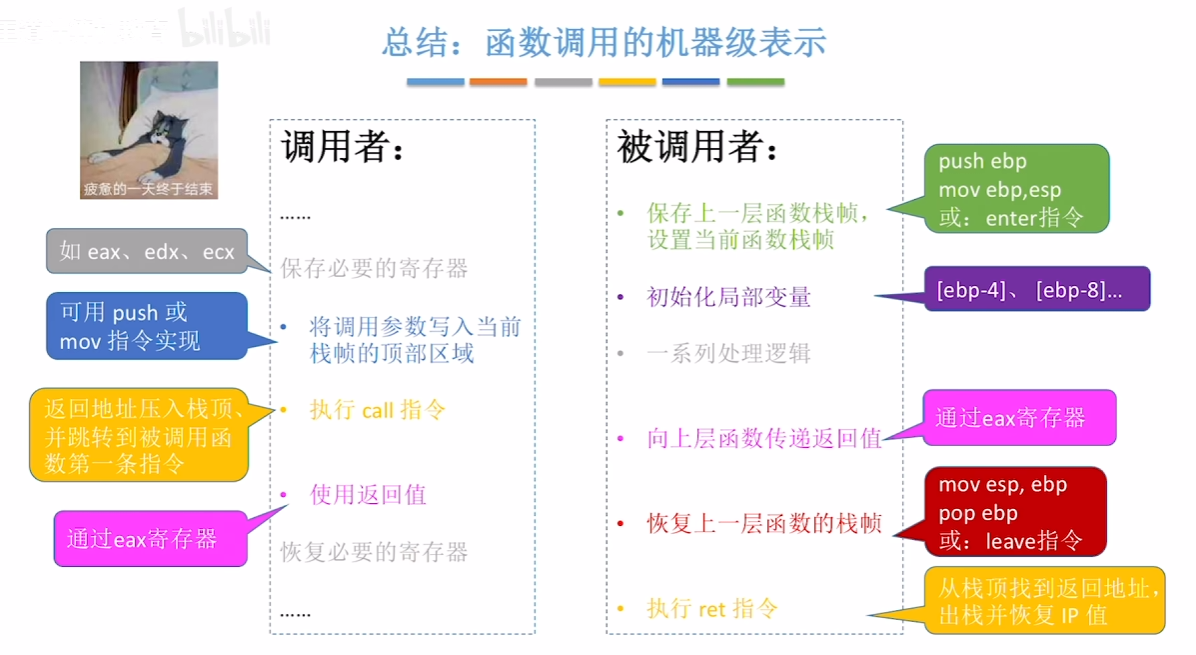 bilibili
总结：函数调用的机器级表示
疲惫的一天终于结束
调用者：
……
如 eax、edx、ecx
保存必要的寄存器
可用 push 或
mov 指令实现
将调用参数写入当前
栈帧的顶部区域
返回地址压入栈顶、
并跳转到被调用函
数第一条指令
执行 call 指令
使用返回值
通过eax寄存器
恢复必要的寄存器
……
被调用者：
保存上一层函数栈帧，
设置当前函数栈帧
push ebp
mov ebp,esp
或：enter指令
初始化局部变量
[ebp-4]、 [ebp-8]…
一系列处理逻辑
向上层函数传递返回值
通过eax寄存器
恢复上一层函数的栈帧
mov esp, ebp
pop ebp
或：leave指令
执行 ret 指令
从栈顶找到返回地址，
出栈并恢复 IP 值